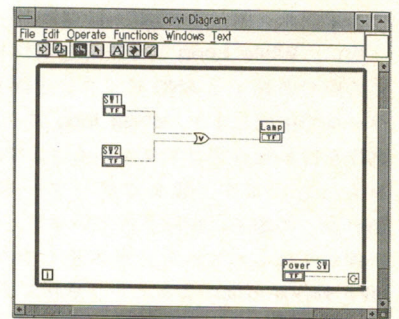 or.vi Diagram
File Edit Operate Functions Windows Text
A
SW1
TF
SW2
TF
V
Lamp
TF
Power SW
TF
i